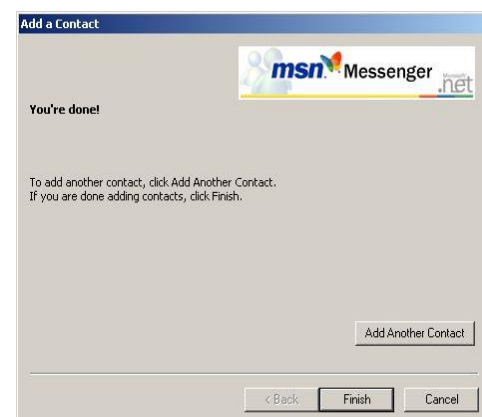 Add a Contact
msn Messenger
Microsoft
.net
You're done!
To add another contact, click Add Another Contact.
If you are done adding contacts, click Finish.
Add Another Contact
< Back Finish Cancel